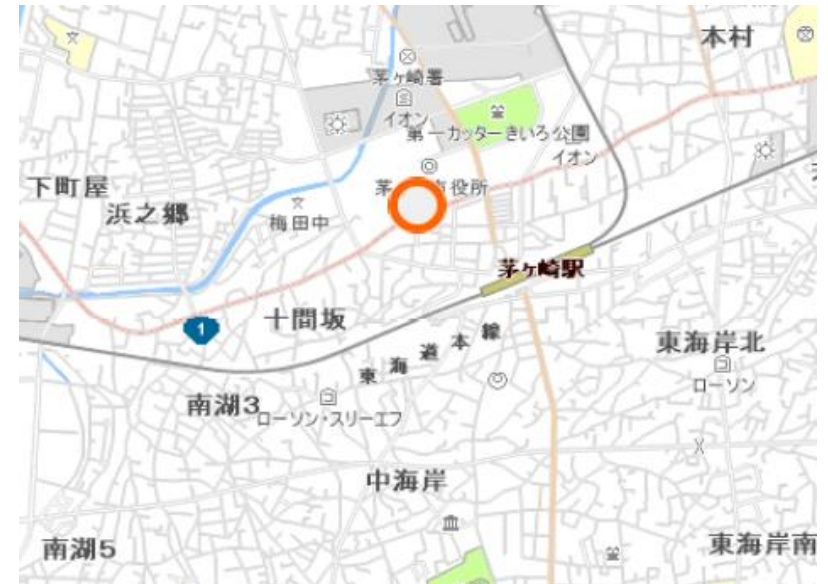 本村
茅ヶ崎署
イオン
第一カッターきいろ公園
イオン
茅
市役所
下町屋
浜之郷
梅田中
茅ヶ崎駅
1
十間坂
東海道本線
東海岸北
ローソン
南湖3
ローソン・スリーエフ
中海岸
南湖5
東海岸南